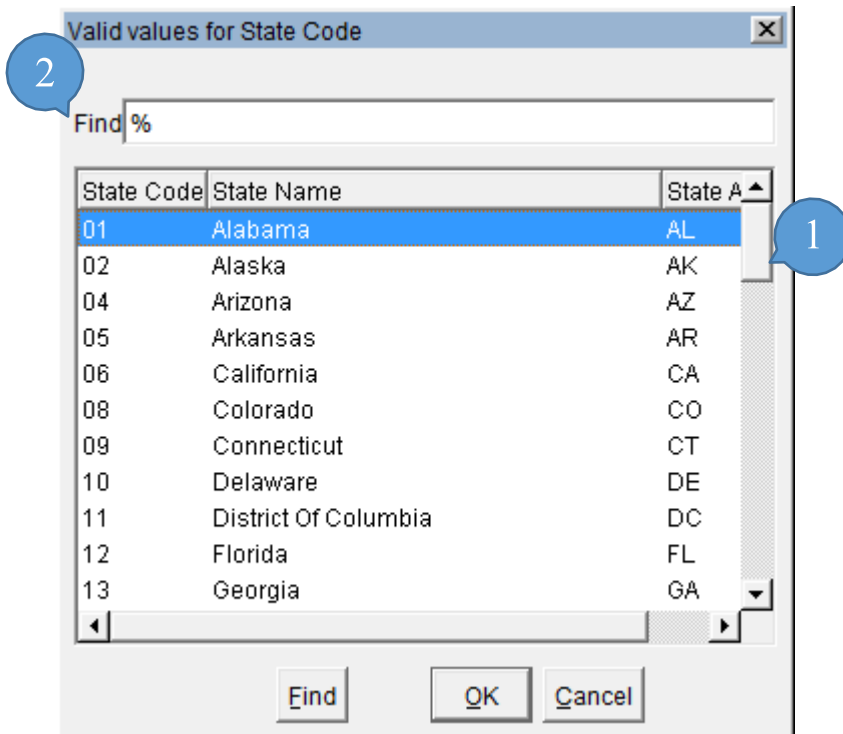 Valid values for State Code
2
Find %
State Code State Name State A
1
01 Alabama AL
02 Alaska AK
04 Arizona AZ
05 Arkansas AR
06 California CA
08 Colorado CO
09 Connecticut CT
10 Delaware DE
11 District Of Columbia DC
12 Florida FL
13 Georgia GA
Find OK Cancel